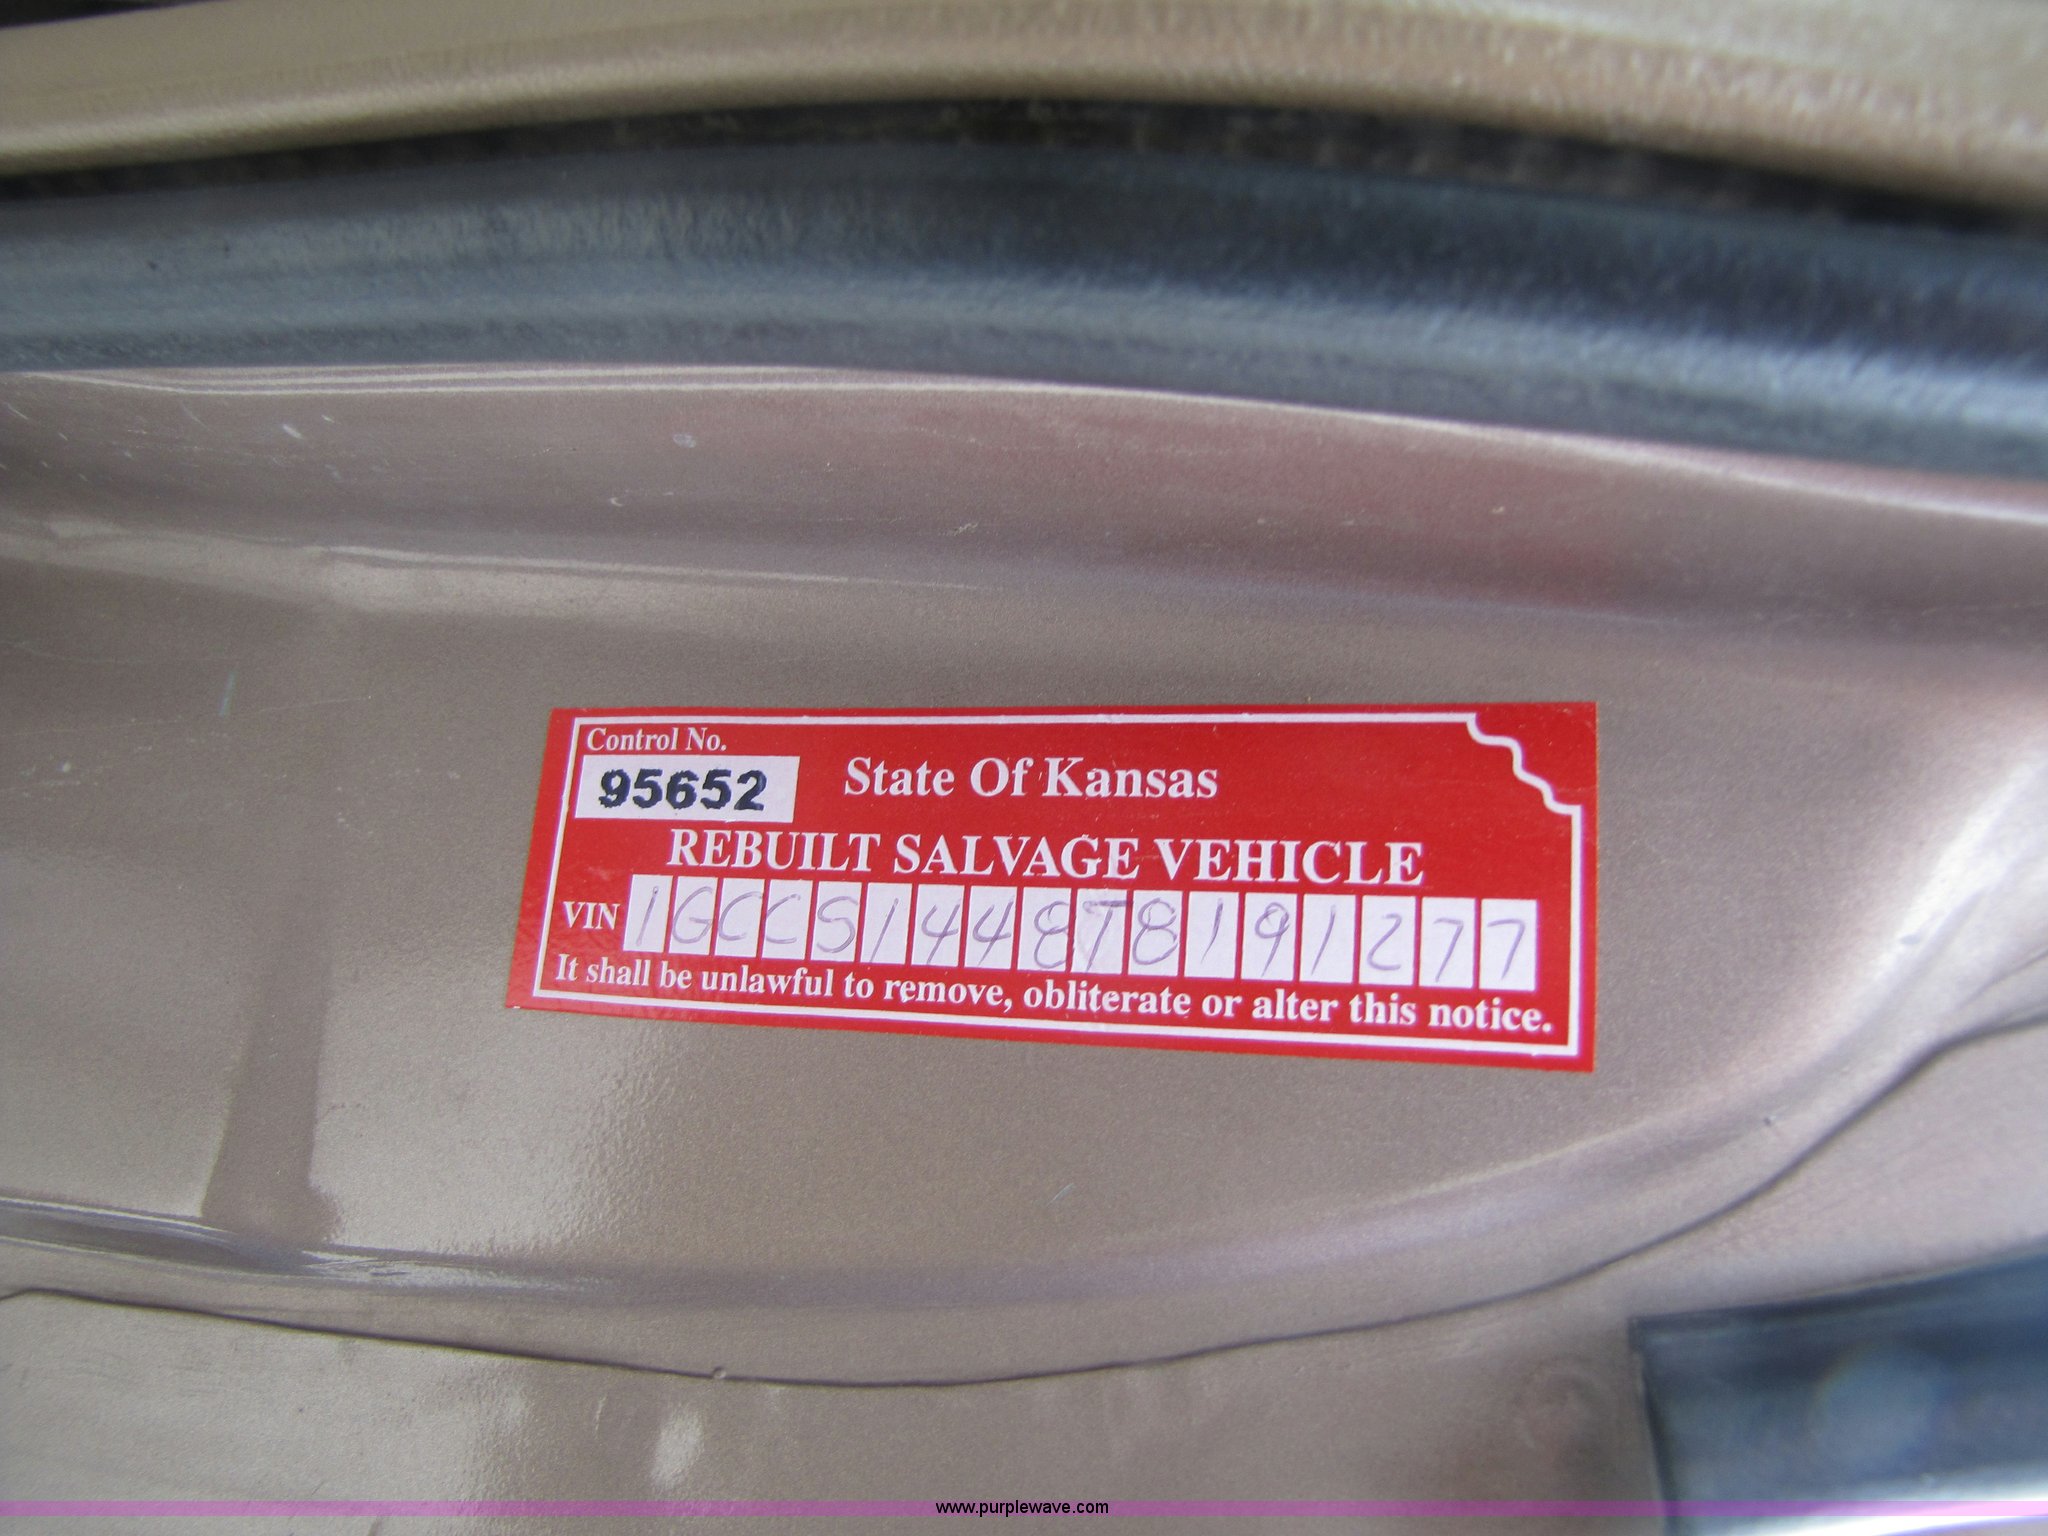 Control No.
95652
State Of Kansas
REBUILT SALVAGE VEHICLE
VIN 1GCCS1448T8191277
It shall be unlawful to remove, obliterate or alter this notice.
www.purplewave.com